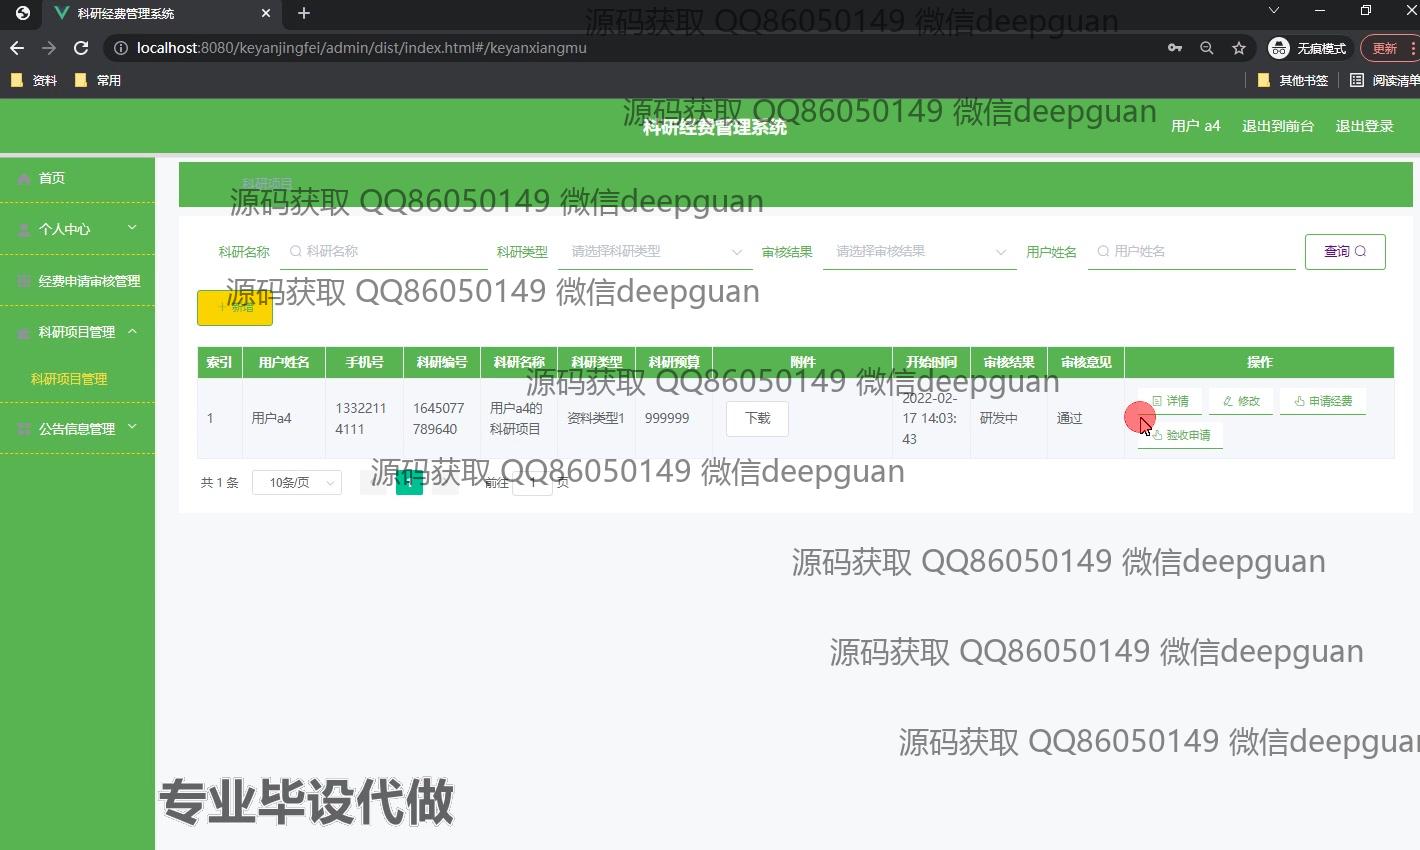 科研经费管理系统
源码获取 QQ86050149 微信deepguan
localhost:8080/keyanjingfei/admin/dist/index.html#/keyanxiangmu
无痕模式
更新
资料 常用
其他书签 阅读清单
源码获取 QQ86050149 微信deepguan
科研经费管理系统
用户 a4 退出到前台 退出登录
首页
个人中心
经费申请审核管理
科研项目管理
科研项目管理
公告信息管理
科研项目
源码获取 QQ86050149 微信deepguan
科研名称 科研名称 科研类型 请选择科研类型 审核结果 请选择审核结果 用户姓名 用户姓名 查询
源码获取 QQ86050149 微信deepguan
+ 新增
索引 用户姓名 手机号 科研编号 科研名称 科研类型 科研预算 附件 开始时间 审核结果 审核意见 操作
源码获取 QQ86050149 微信deepguan
1 用户a4 13322114111 1645077789640 用户a4的科研项目 资料类型1 999999 下载 2022-02-17 14:03:43 研发中 通过 详情 修改 申请经费
验收申请
源码获取 QQ86050149 微信deepguan
共 1 条 10条/页 1 前往 1 页
源码获取 QQ86050149 微信deepguan
源码获取 QQ86050149 微信deepguan
源码获取 QQ86050149 微信deepguan
专业毕设代做